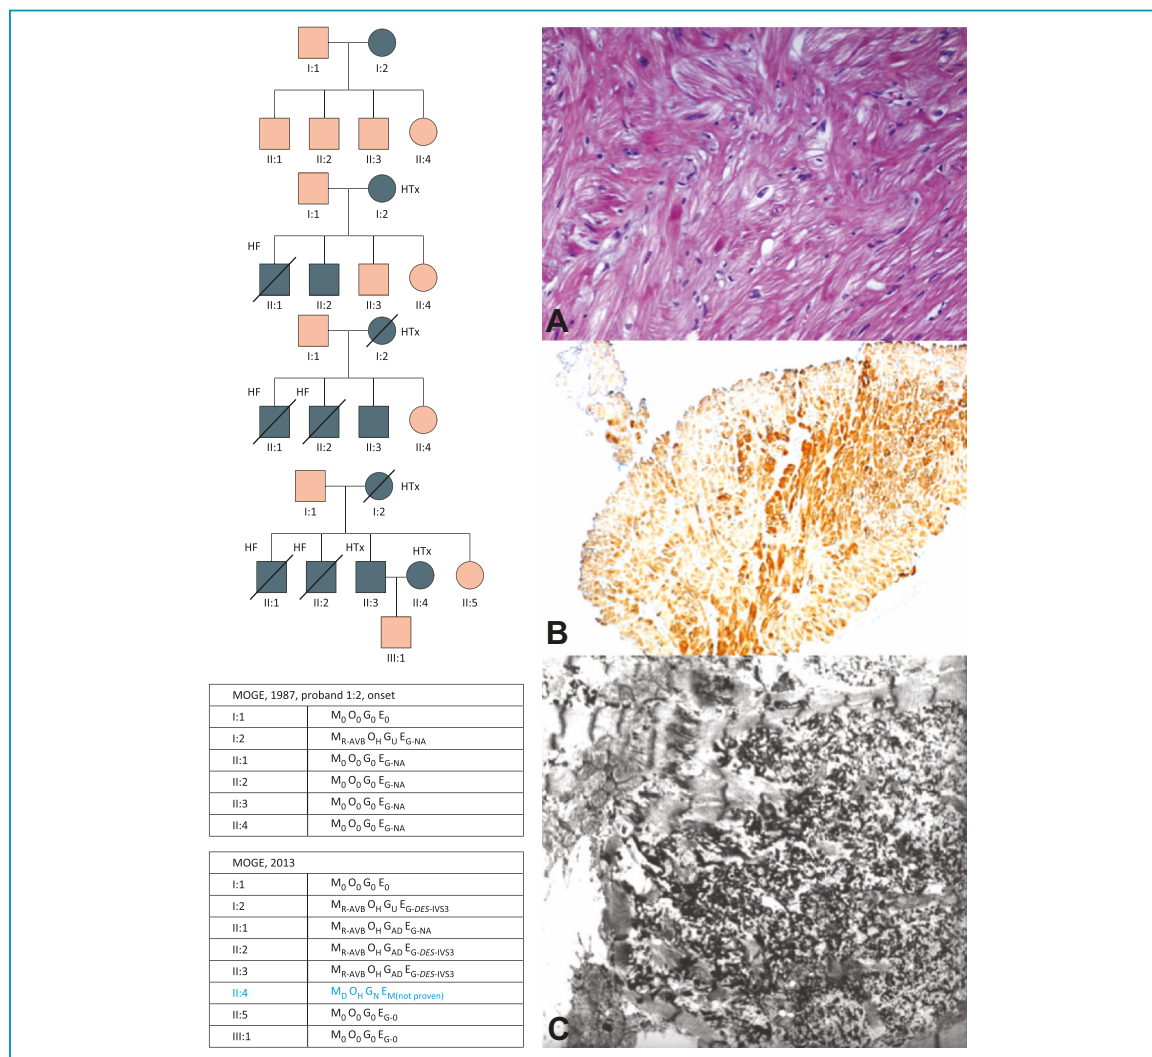 I:1 I:2
II:1 II:2 II:3 II:4
I:1 I:2 HTx
HF
II:1 II:2 II:3 II:4
I:1 I:2 HTx
HF HF
II:1 II:2 II:3 II:4
I:1 I:2 HTx
HF HF HTx HTx
II:1 II:2 II:3 II:4 II:5
III:1
MOGE, 1987, proband 1:2, onset
I:1 M0 O0 G0 E0
I:2 MR-AVB OH GU EG-NA
II:1 M0 O0 G0 EG-NA
II:2 M0 O0 G0 EG-NA
II:3 M0 O0 G0 EG-NA
II:4 M0 O0 G0 EG-NA
MOGE, 2013
I:1 M0 O0 G0 E0
I:2 MR-AVB OH GU EG-DES-IVS3
II:1 MR-AVB OH GAD EG-NA
II:2 MR-AVB OH GAD EG-DES-IVS3
II:3 MR-AVB OH GAD EG-DES-IVS3
II:4 MD OH GN EM(not proven)
II:5 M0 O0 G0 EG-0
III:1 M0 O0 G0 EG-0
A
B
C